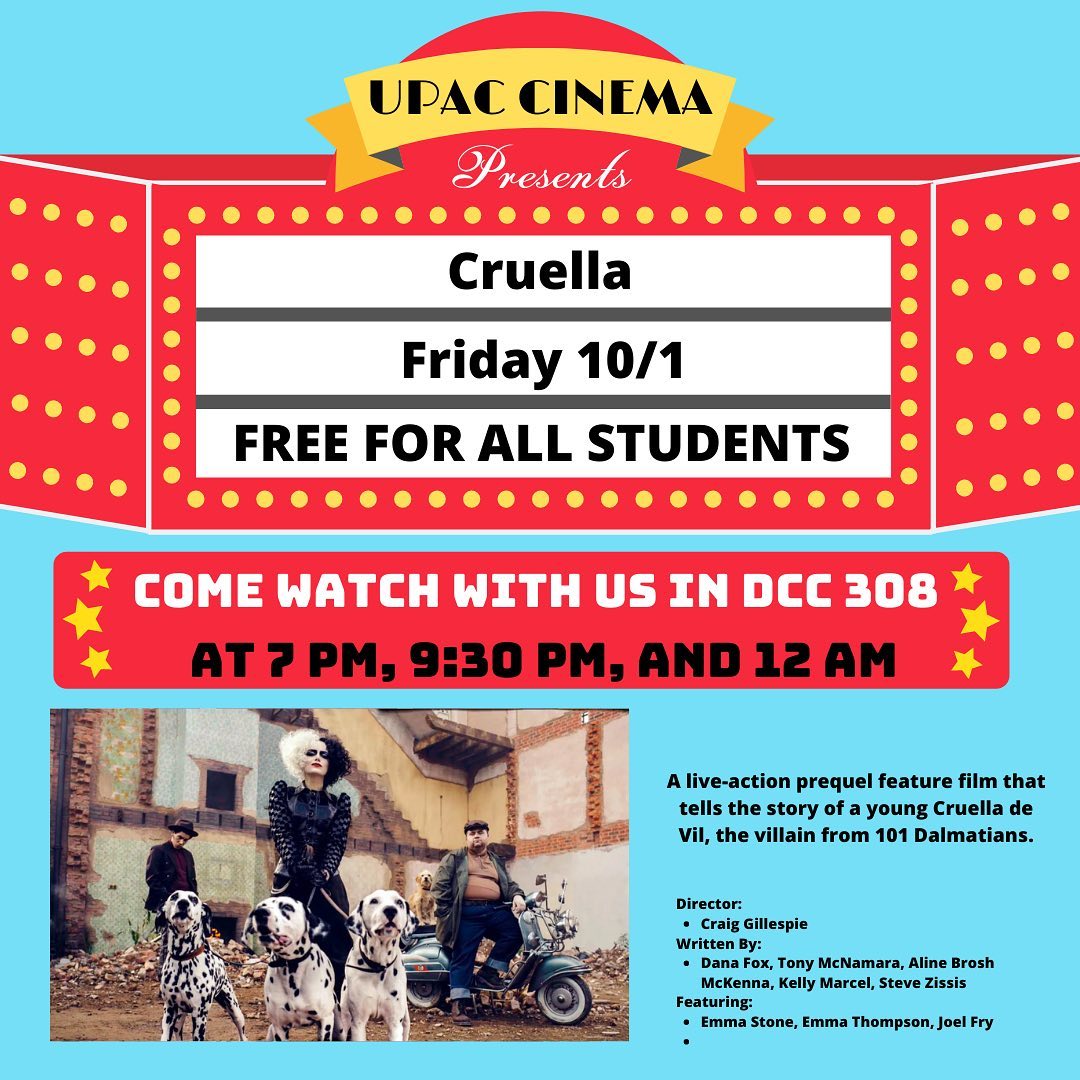 UPAC CINEMA
Presents
Cruella
Friday 10/1
FREE FOR ALL STUDENTS
COME WATCH WITH US IN DCC 308
AT 7 PM, 9:30 PM, AND 12 AM
A live-action prequel feature film that
tells the story of a young Cruella de
Vil, the villain from 101 Dalmatians.
Director:
• Craig Gillespie
Written By:
• Dana Fox, Tony McNamara, Aline Brosh
McKenna, Kelly Marcel, Steve Zissis
Featuring:
• Emma Stone, Emma Thompson, Joel Fry
•